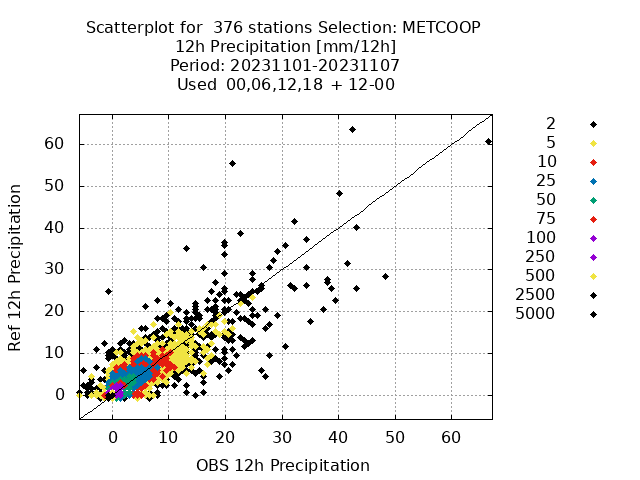 Scatterplot for  376 stations Selection: METCOOP
12h Precipitation [mm/12h]
Period: 20231101-20231107
Used  00,06,12,18 + 12-00
Ref 12h Precipitation
60
50
40
30
20
10
0
0 10 20 30 40 50 60
OBS 12h Precipitation
2
5
10
25
50
75
100
250
500
2500
5000